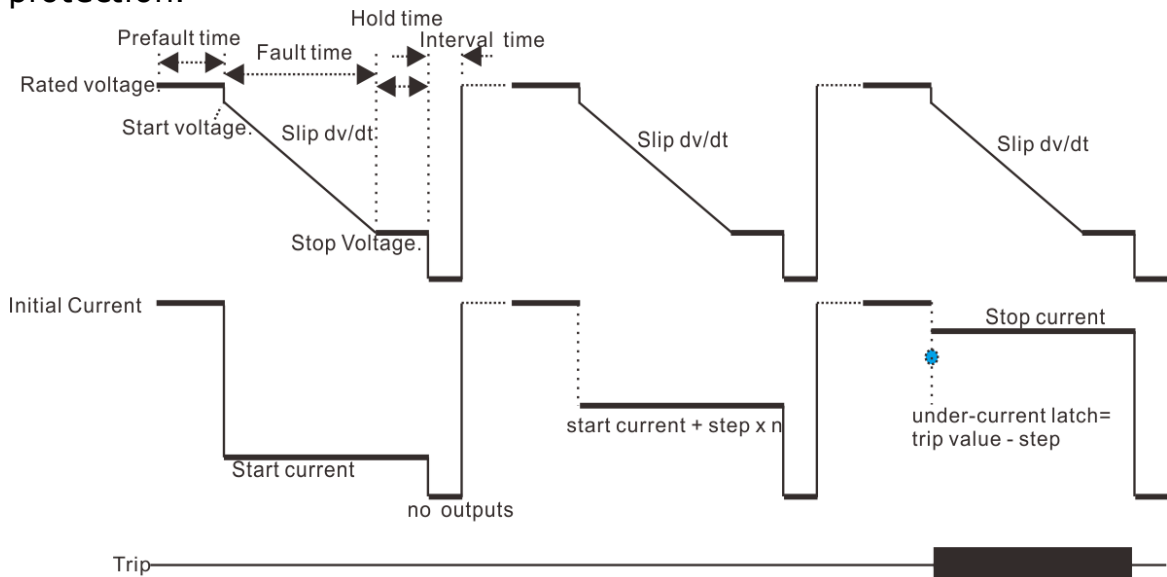 protection.
Hold time
Prefault time
Fault time
Interval time
Rated voltage.
Start voltage.
Slip dv/dt
Slip dv/dt
Slip dv/dt
Stop Voltage.
Initial Current
Stop current
start current + step x n
under-current latch=
trip value - step
Start current
no outputs
Trip